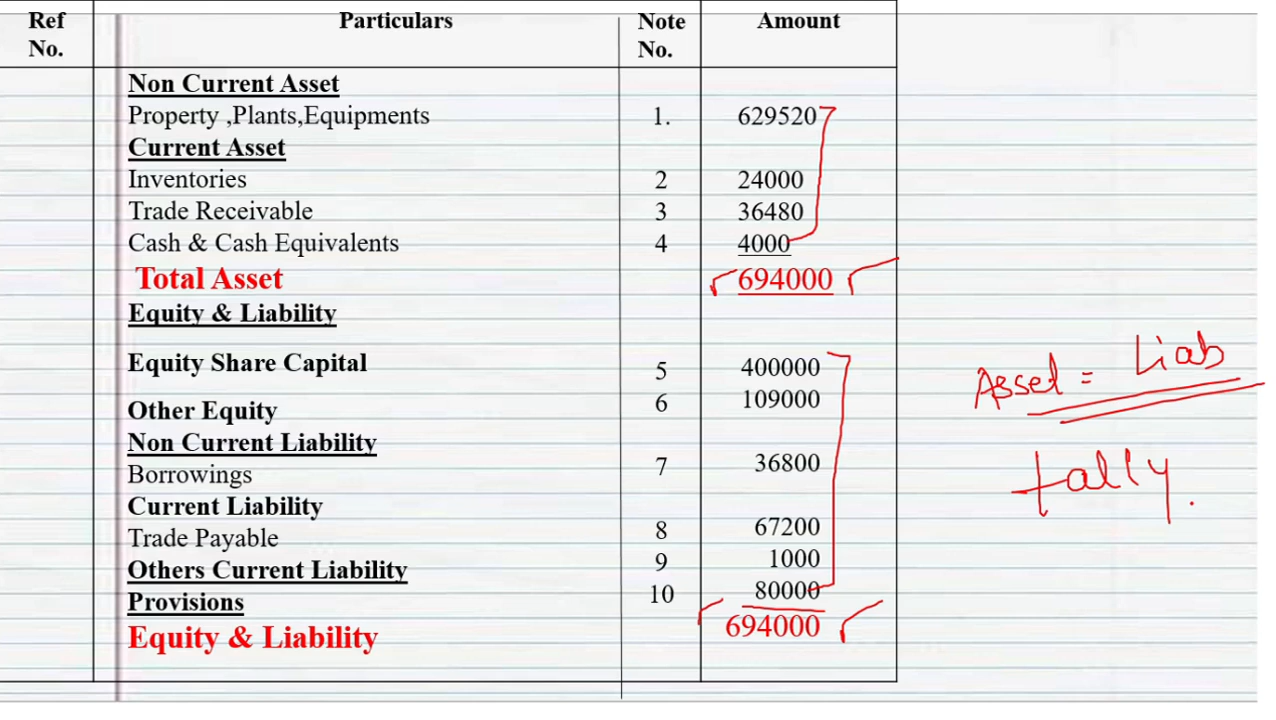 Ref No. Particulars Note No. Amount
Non Current Asset
Property ,Plants,Equipments 1. 629520
Current Asset
Inventories 2 24000
Trade Receivable 3 36480
Cash & Cash Equivalents 4 4000
Total Asset 694000
Equity & Liability
Equity Share Capital 5 400000
Other Equity 6 109000
Non Current Liability
Borrowings 7 36800
Current Liability
Trade Payable 8 67200
Others Current Liability 9 1000
Provisions 10 80000
Equity & Liability 694000
Asset = Liab
tally.